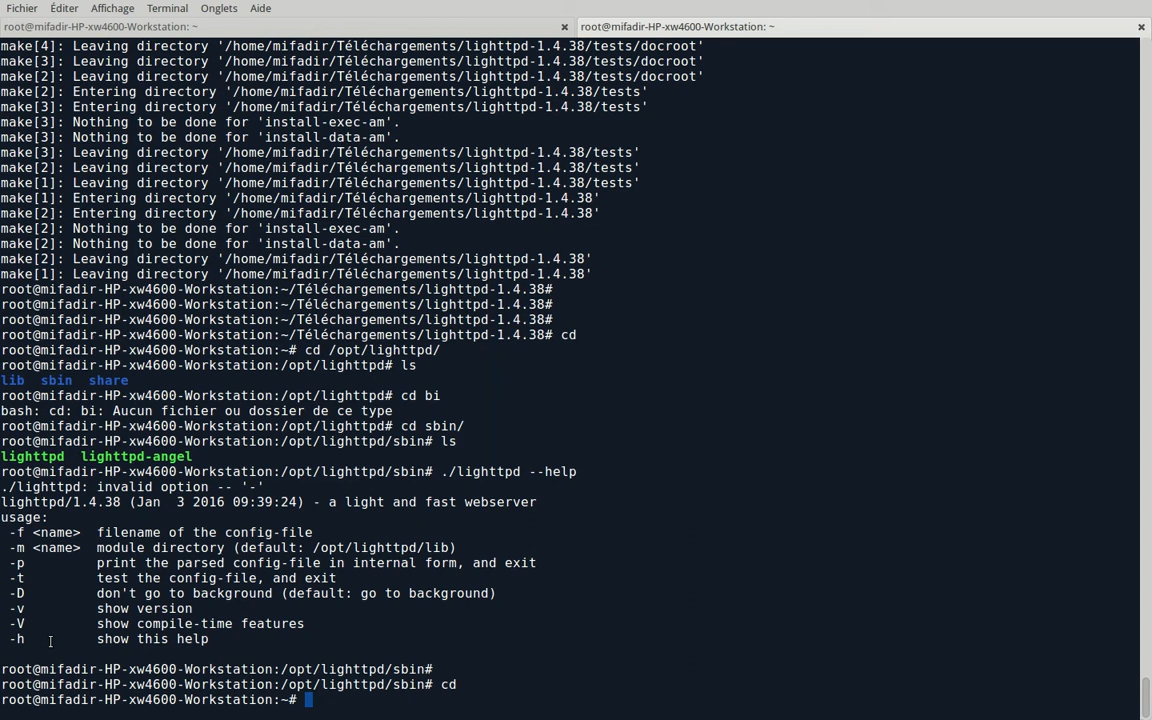 Fichier Éditer Affichage Terminal Onglets Aide
root@mifadir-HP-xw4600-Workstation: ~ root@mifadir-HP-xw4600-Workstation: ~
make[4]: Leaving directory '/home/mifadir/Téléchargements/lighttpd-1.4.38/tests/docroot'
make[3]: Leaving directory '/home/mifadir/Téléchargements/lighttpd-1.4.38/tests/docroot'
make[2]: Leaving directory '/home/mifadir/Téléchargements/lighttpd-1.4.38/tests/docroot'
make[2]: Entering directory '/home/mifadir/Téléchargements/lighttpd-1.4.38/tests'
make[3]: Entering directory '/home/mifadir/Téléchargements/lighttpd-1.4.38/tests'
make[3]: Nothing to be done for 'install-exec-am'.
make[3]: Nothing to be done for 'install-data-am'.
make[3]: Leaving directory '/home/mifadir/Téléchargements/lighttpd-1.4.38/tests'
make[2]: Leaving directory '/home/mifadir/Téléchargements/lighttpd-1.4.38/tests'
make[1]: Leaving directory '/home/mifadir/Téléchargements/lighttpd-1.4.38/tests'
make[1]: Entering directory '/home/mifadir/Téléchargements/lighttpd-1.4.38'
make[2]: Entering directory '/home/mifadir/Téléchargements/lighttpd-1.4.38'
make[2]: Nothing to be done for 'install-exec-am'.
make[2]: Nothing to be done for 'install-data-am'.
make[2]: Leaving directory '/home/mifadir/Téléchargements/lighttpd-1.4.38'
make[1]: Leaving directory '/home/mifadir/Téléchargements/lighttpd-1.4.38'
root@mifadir-HP-xw4600-Workstation:~/Téléchargements/lighttpd-1.4.38#
root@mifadir-HP-xw4600-Workstation:~/Téléchargements/lighttpd-1.4.38#
root@mifadir-HP-xw4600-Workstation:~/Téléchargements/lighttpd-1.4.38#
root@mifadir-HP-xw4600-Workstation:~/Téléchargements/lighttpd-1.4.38# cd
root@mifadir-HP-xw4600-Workstation:~# cd /opt/lighttpd/
root@mifadir-HP-xw4600-Workstation:/opt/lighttpd# ls
lib  sbin  share
root@mifadir-HP-xw4600-Workstation:/opt/lighttpd# cd bi
bash: cd: bi: Aucun fichier ou dossier de ce type
root@mifadir-HP-xw4600-Workstation:/opt/lighttpd# cd sbin/
root@mifadir-HP-xw4600-Workstation:/opt/lighttpd/sbin# ls
lighttpd  lighttpd-angel
root@mifadir-HP-xw4600-Workstation:/opt/lighttpd/sbin# ./lighttpd --help
./lighttpd: invalid option -- '-'
lighttpd/1.4.38 (Jan  3 2016 09:39:24) - a light and fast webserver
usage:
 -f <name>  filename of the config-file
 -m <name>  module directory (default: /opt/lighttpd/lib)
 -p         print the parsed config-file in internal form, and exit
 -t         test the config-file, and exit
 -D         don't go to background (default: go to background)
 -v         show version
 -V         show compile-time features
 -h         show this help
root@mifadir-HP-xw4600-Workstation:/opt/lighttpd/sbin#
root@mifadir-HP-xw4600-Workstation:/opt/lighttpd/sbin# cd
root@mifadir-HP-xw4600-Workstation:~#